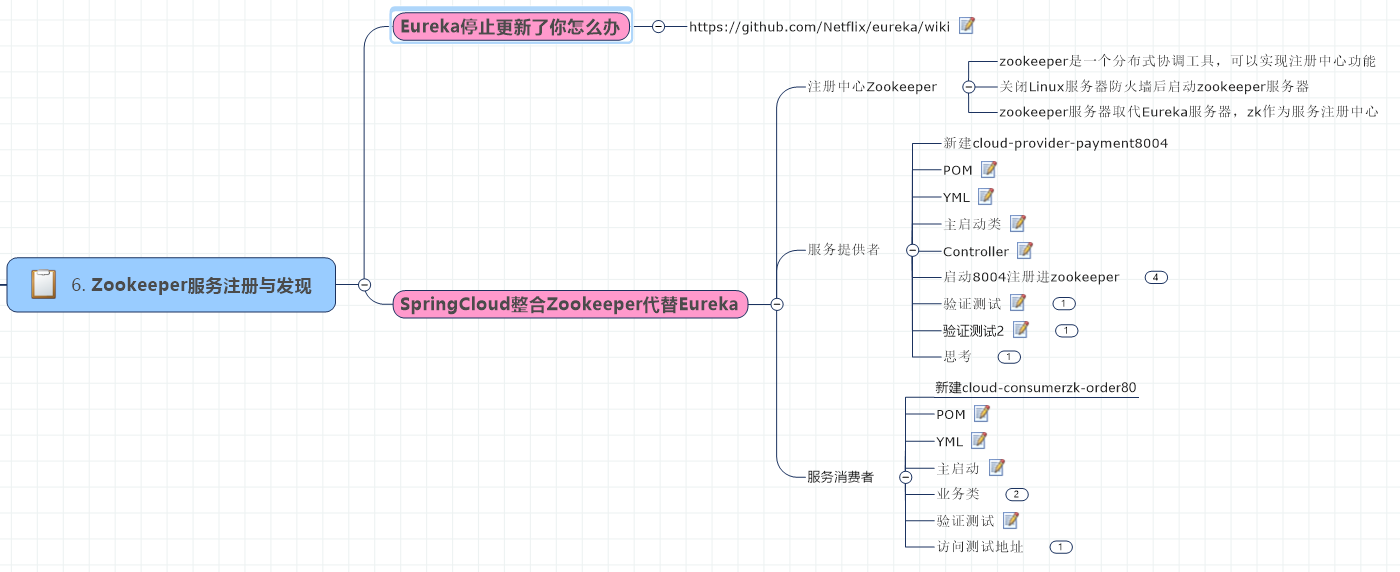 Eureka停止更新了你怎么办
https://github.com/Netflix/eureka/wiki
6. Zookeeper服务注册与发现
SpringCloud整合Zookeeper代替Eureka
注册中心Zookeeper
zookeeper是一个分布式协调工具，可以实现注册中心功能
关闭Linux服务器防火墙后启动zookeeper服务器
zookeeper服务器取代Eureka服务器，zk作为服务注册中心
服务提供者
新建cloud-provider-payment8004
POM
YML
主启动类
Controller
启动8004注册进zookeeper 4
验证测试 1
验证测试2 1
思考 1
服务消费者
新建cloud-consumerzk-order80
POM
YML
主启动
业务类 2
验证测试
访问测试地址 1